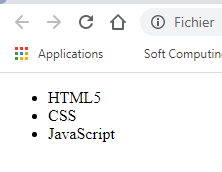 Fichier
Applications Soft Computin
HTML5
CSS
JavaScript